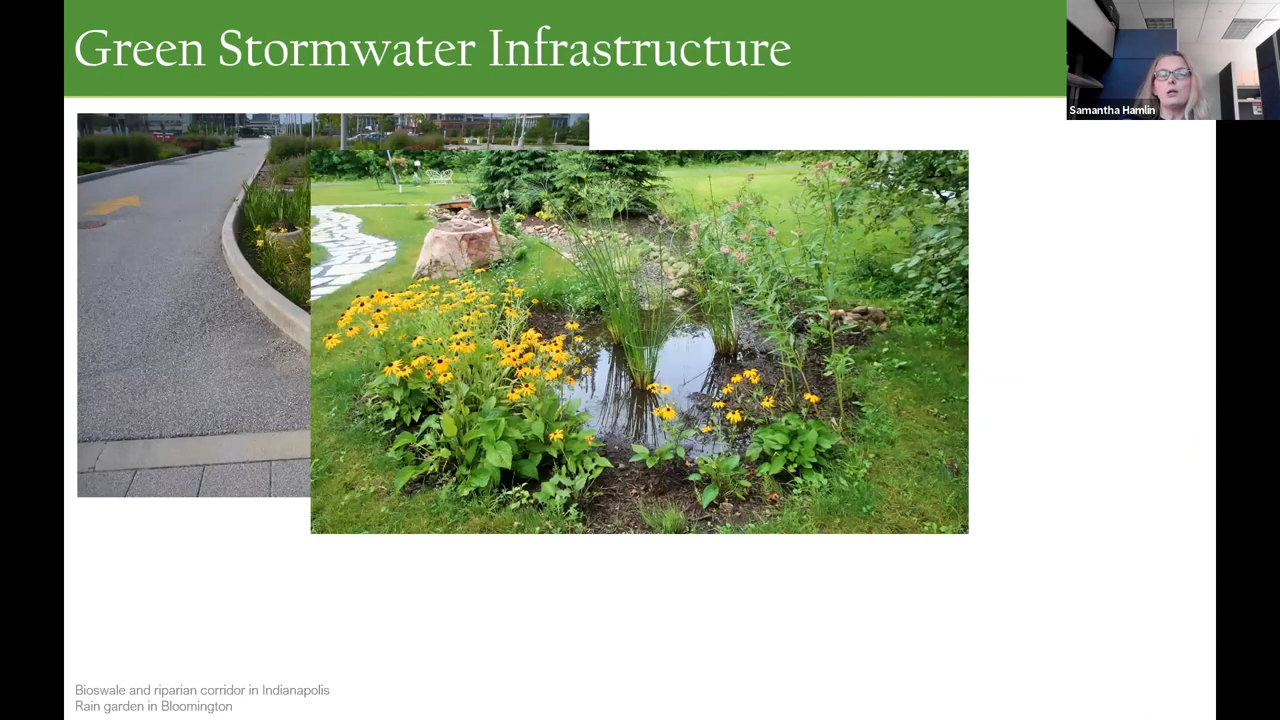 Green Stormwater Infrastructure
Samantha Hamlin
Bioswale and riparian corridor in Indianapolis
Rain garden in Bloomington